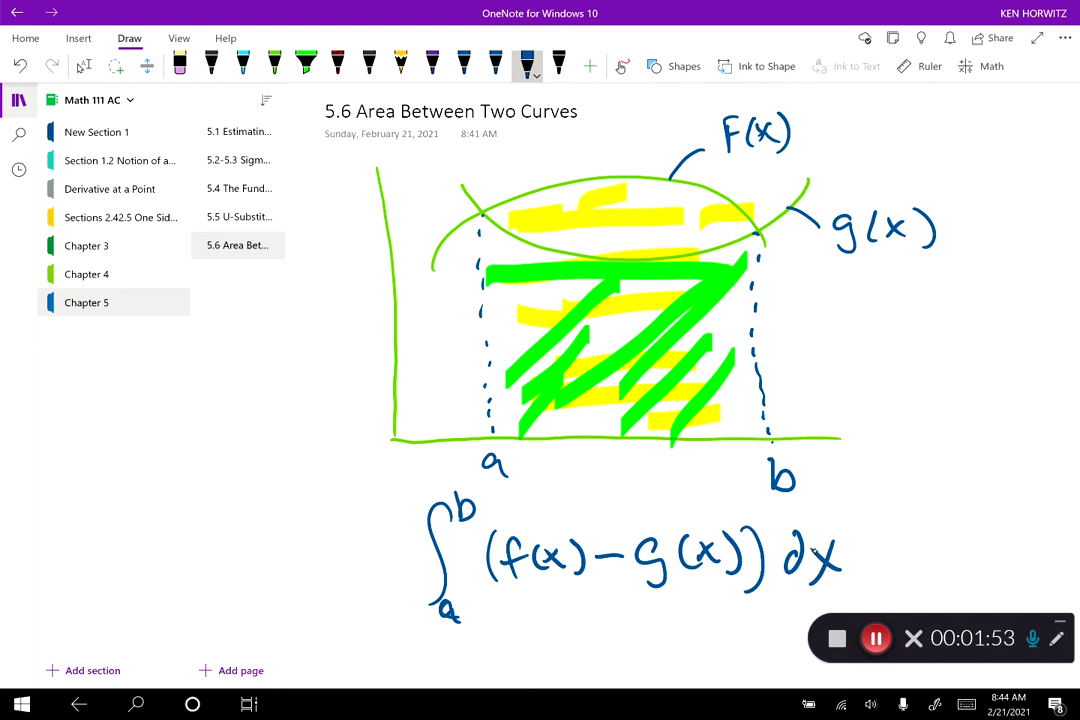 OneNote for Windows 10
KEN HORWITZ
Home Insert Draw View Help
Share
Shapes Ink to Shape Ink to Text Ruler Math
Math 111 AC
New Section 1
Section 1.2 Notion of a...
Derivative at a Point
Sections 2.42.5 One Sid...
Chapter 3
Chapter 4
Chapter 5
5.1 Estimatin...
5.2-5.3 Sigm...
5.4 The Fund...
5.5 U-Substit...
5.6 Area Bet...
5.6 Area Between Two Curves
Sunday, February 21, 2021 8:41 AM
F(x)
g(x)
a
b
∫ₐᵇ (f(x) - g(x)) dx
00:01:53
Add section
Add page
8:44 AM
2/21/2021
8